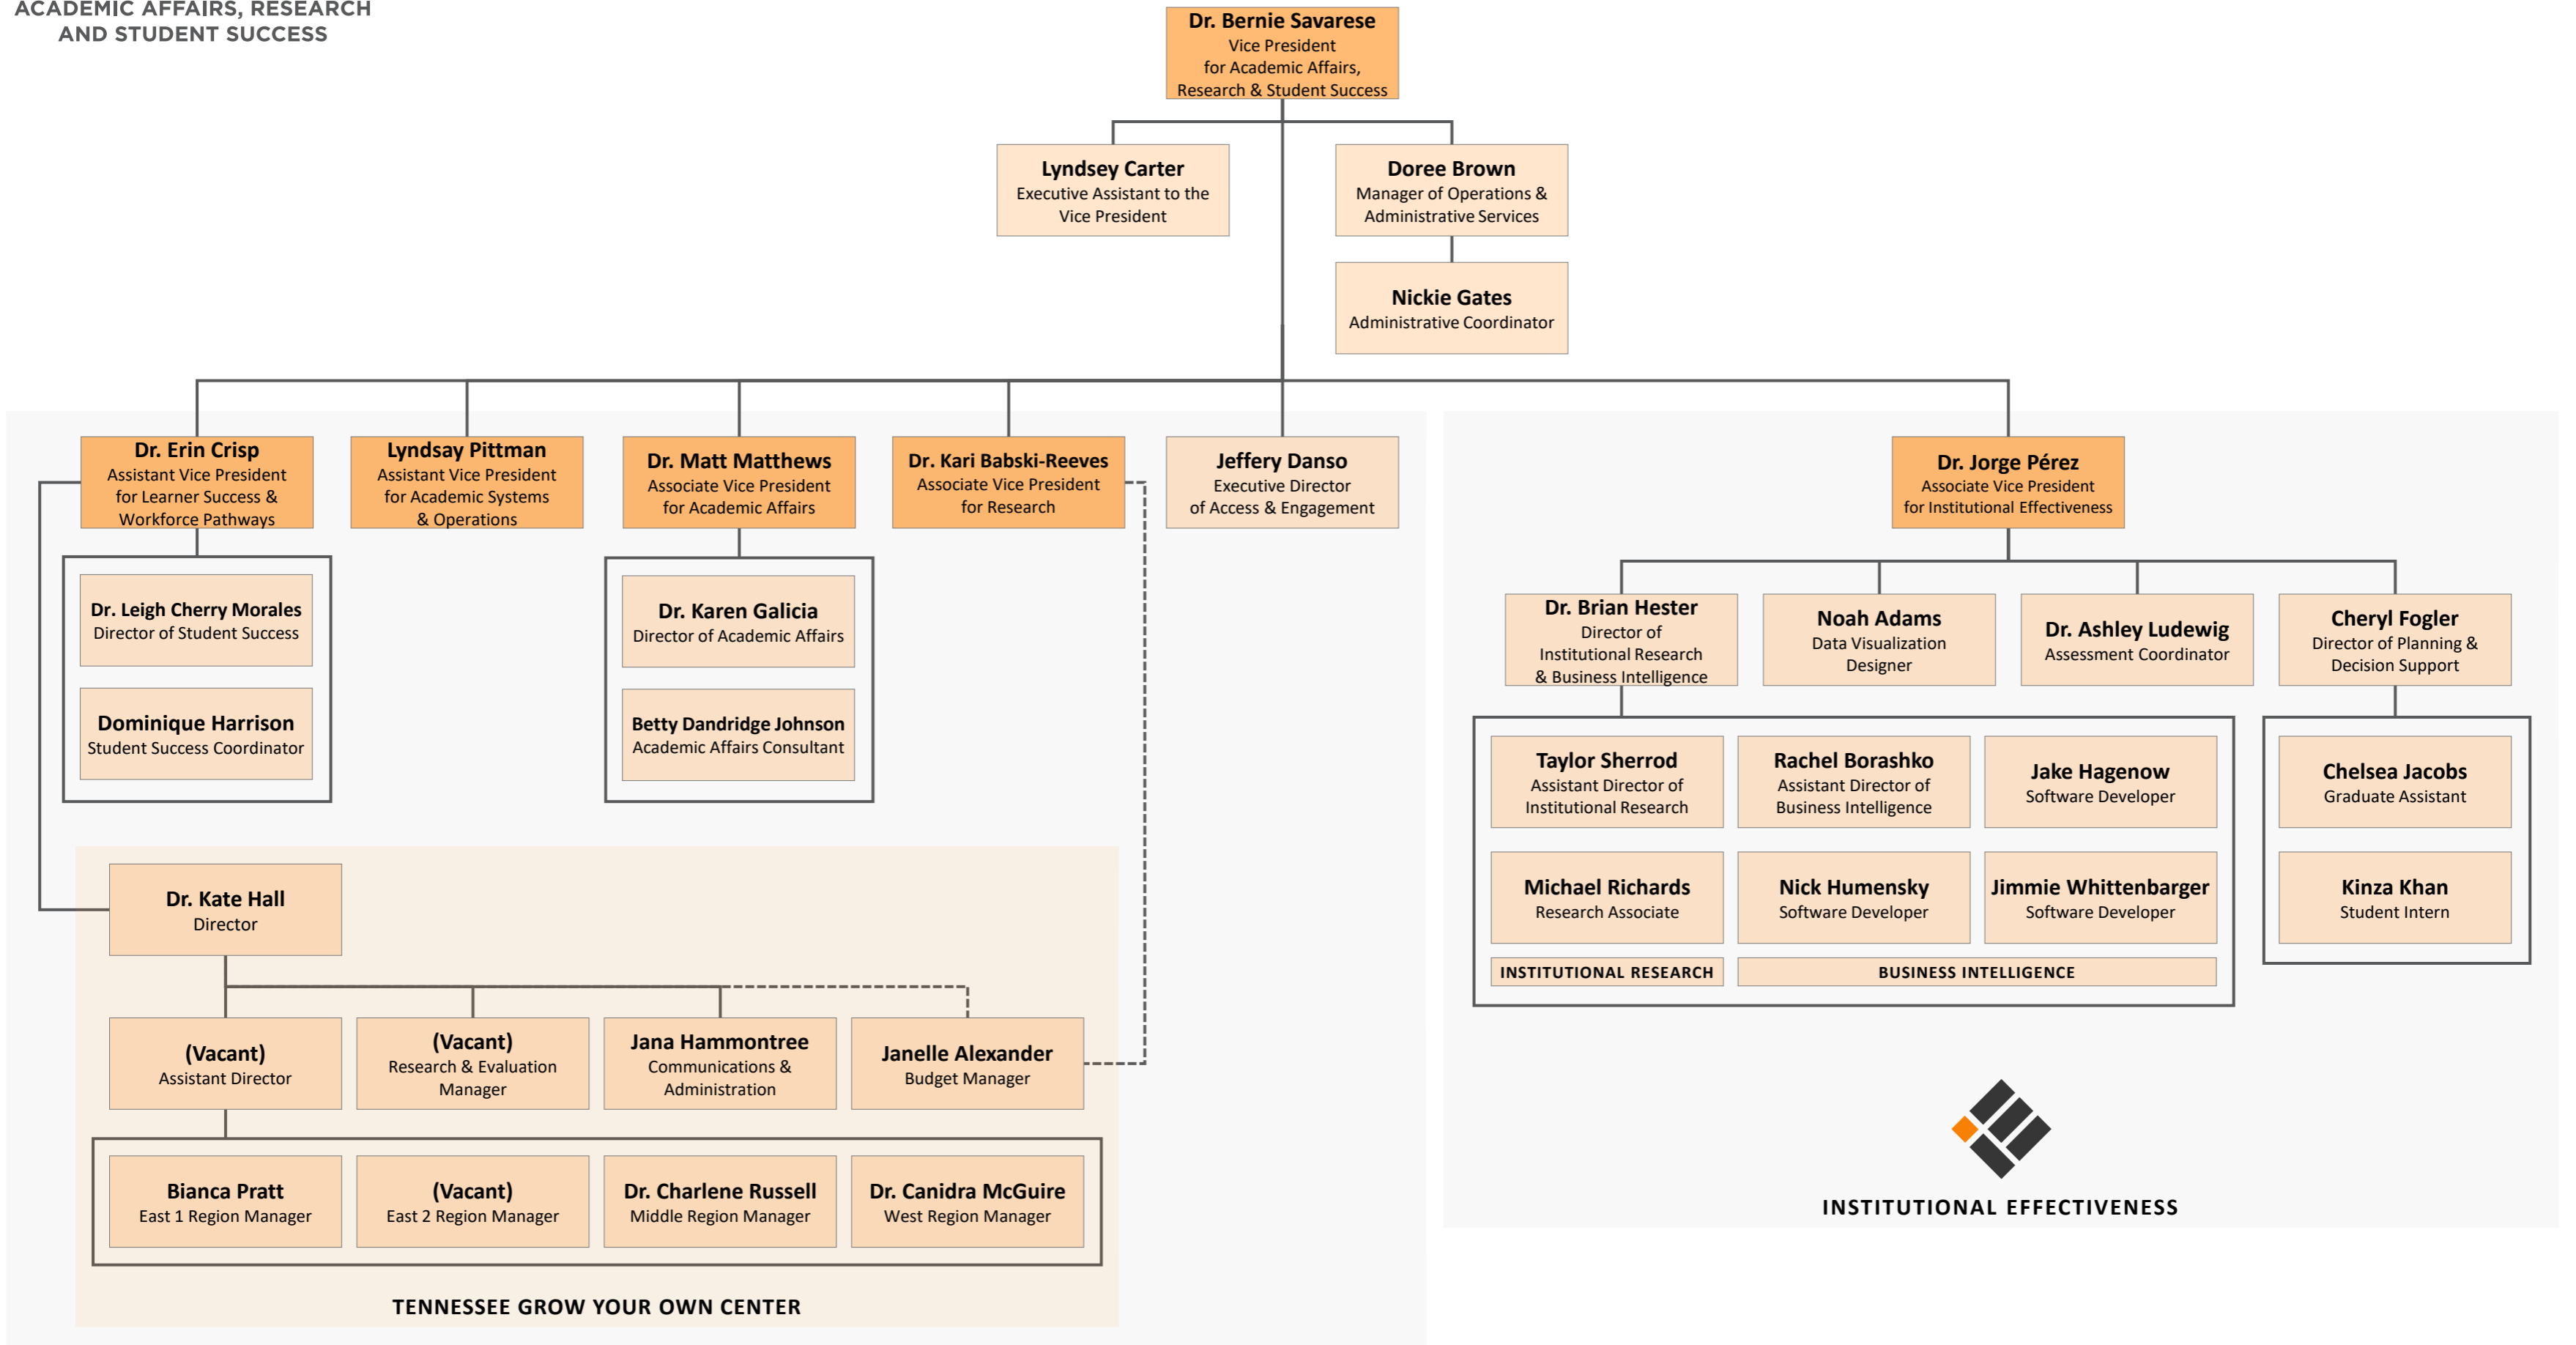 ACADEMIC AFFAIRS, RESEARCH
AND STUDENT SUCCESS
Dr. Bernie Savarese
Vice President
for Academic Affairs,
Research & Student Success
Lyndsey Carter
Executive Assistant to the
Vice President
Doree Brown
Manager of Operations &
Administrative Services
Nickie Gates
Administrative Coordinator
Dr. Erin Crisp
Assistant Vice President
for Learner Success &
Workforce Pathways
Lyndsay Pittman
Assistant Vice President
for Academic Systems
& Operations
Dr. Matt Matthews
Associate Vice President
for Academic Affairs
Dr. Kari Babski-Reeves
Associate Vice President
for Research
Jeffery Danso
Executive Director
of Access & Engagement
Dr. Jorge Pérez
Associate Vice President
for Institutional Effectiveness
Dr. Leigh Cherry Morales
Director of Student Success
Dominique Harrison
Student Success Coordinator
Dr. Karen Galicia
Director of Academic Affairs
Betty Dandridge Johnson
Academic Affairs Consultant
Dr. Brian Hester
Director of
Institutional Research
& Business Intelligence
Noah Adams
Data Visualization
Designer
Dr. Ashley Ludewig
Assessment Coordinator
Cheryl Fogler
Director of Planning &
Decision Support
Taylor Sherrod
Assistant Director of
Institutional Research
Rachel Borashko
Assistant Director of
Business Intelligence
Jake Hagenow
Software Developer
Chelsea Jacobs
Graduate Assistant
Michael Richards
Research Associate
Nick Humensky
Software Developer
Jimmie Whittenbarger
Software Developer
Kinza Khan
Student Intern
INSTITUTIONAL RESEARCH
BUSINESS INTELLIGENCE
Dr. Kate Hall
Director
(Vacant)
Assistant Director
(Vacant)
Research & Evaluation
Manager
Jana Hammontree
Communications &
Administration
Janelle Alexander
Budget Manager
Bianca Pratt
East 1 Region Manager
(Vacant)
East 2 Region Manager
Dr. Charlene Russell
Middle Region Manager
Dr. Canidra McGuire
West Region Manager
TENNESSEE GROW YOUR OWN CENTER
INSTITUTIONAL EFFECTIVENESS